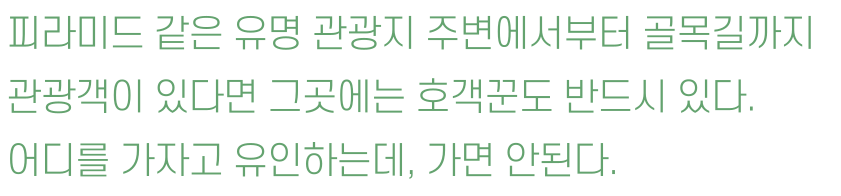 피라미드 같은 유명 관광지 주변에서부터 골목길까지
관광객이 있다면 그곳에는 호객꾼도 반드시 있다.
어디를 가자고 유인하는데, 가면 안된다.